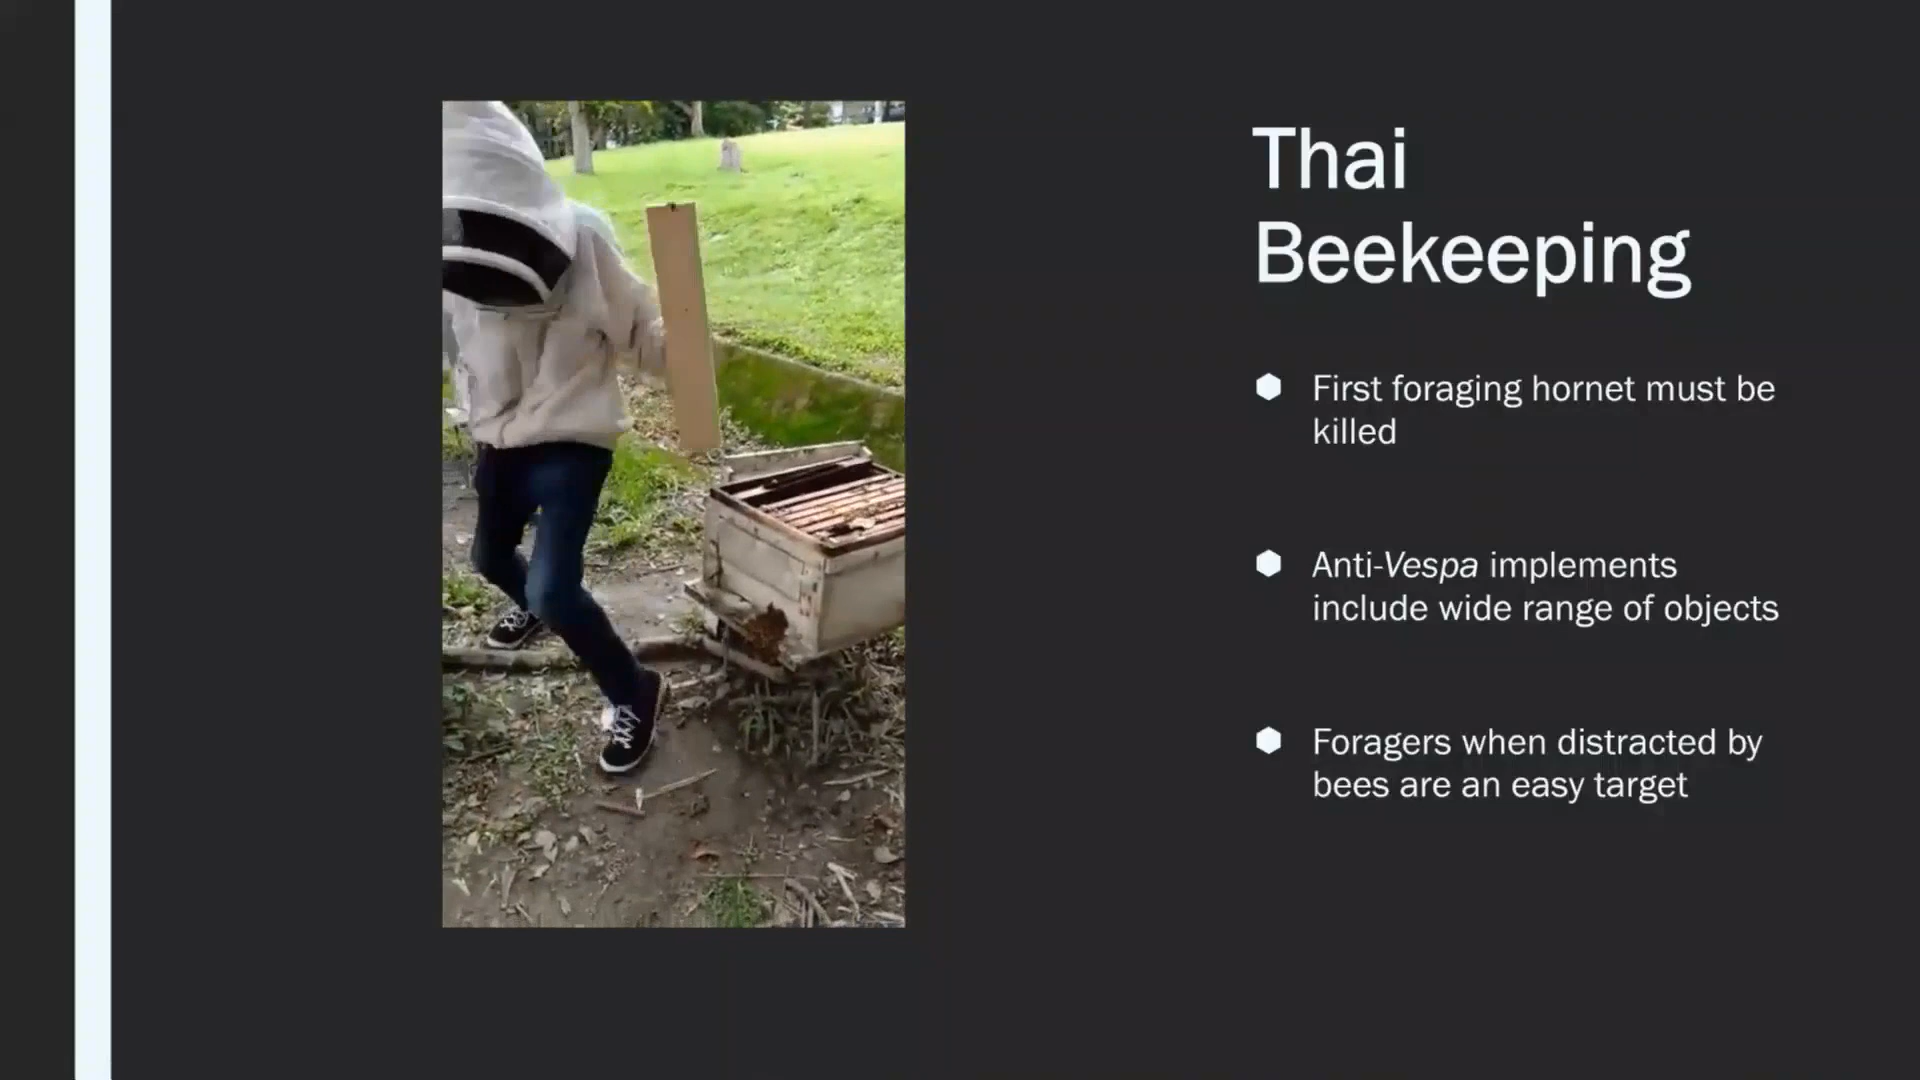 Thai
Beekeeping
First foraging hornet must be
killed
Anti-Vespa implements
include wide range of objects
Foragers when distracted by
bees are an easy target